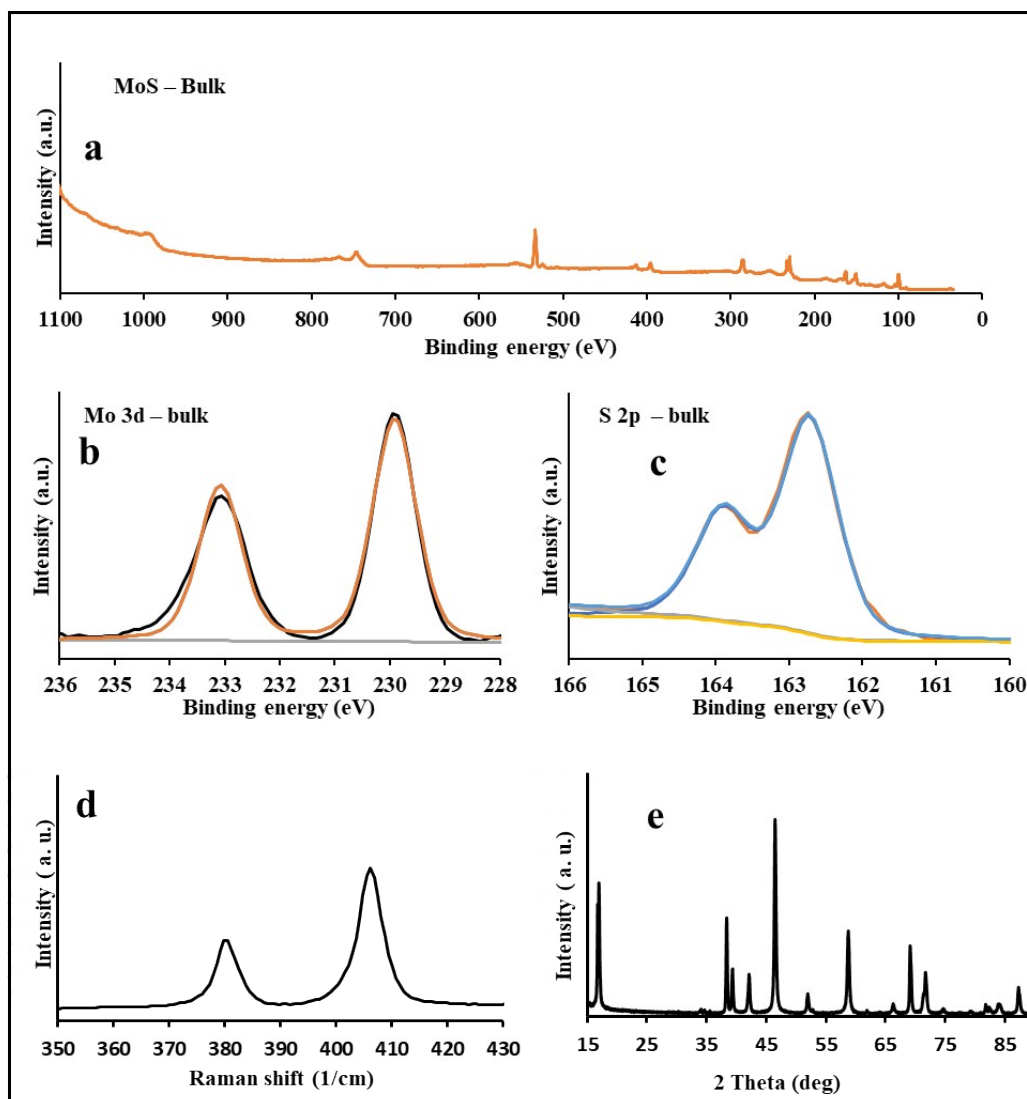 MoS – Bulk
a
Intensity (a.u.)
1100 1000 900 800 700 600 500 400 300 200 100 0
Binding energy (eV)
Mo 3d – bulk
b
Intensity (a.u.)
236 235 234 233 232 231 230 229 228
Binding energy (eV)
S 2p – bulk
c
Intensity (a.u.)
166 165 164 163 162 161 160
Binding energy (eV)
d
Intensity ( a. u.)
350 360 370 380 390 400 410 420 430
Raman shift (1/cm)
e
Intensity ( a. u.)
15 25 35 45 55 65 75 85
2 Theta (deg)